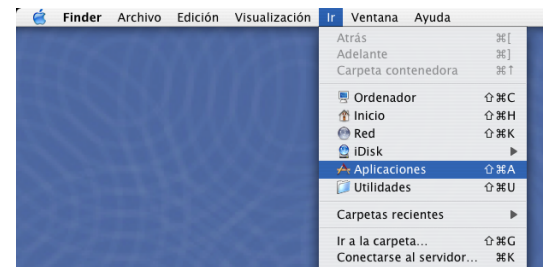 Finder Archivo Edición Visualización Ir Ventana Ayuda
Atrás ⌘[
Adelante ⌘]
Carpeta contenedora ⌘↑
Ordenador ⇧⌘C
Inicio ⇧⌘H
Red ⇧⌘K
iDisk ▶
Aplicaciones ⇧⌘A
Utilidades ⇧⌘U
Carpetas recientes ▶
Ir a la carpeta... ⇧⌘G
Conectarse al servidor... ⌘K